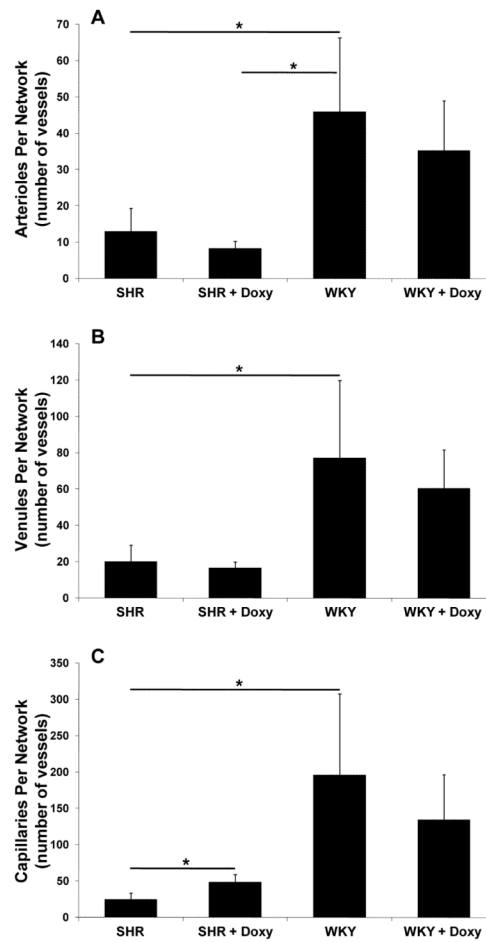 A
Arterioles Per Network
(number of vessels)
70
60
50
40
30
20
10
0
*
*
SHR
SHR + Doxy
WKY
WKY + Doxy
B
Venules Per Network
(number of vessels)
140
120
100
80
60
40
20
0
*
SHR
SHR + Doxy
WKY
WKY + Doxy
C
Capillaries Per Network
(number of vessels)
350
300
250
200
150
100
50
0
*
*
SHR
SHR + Doxy
WKY
WKY + Doxy